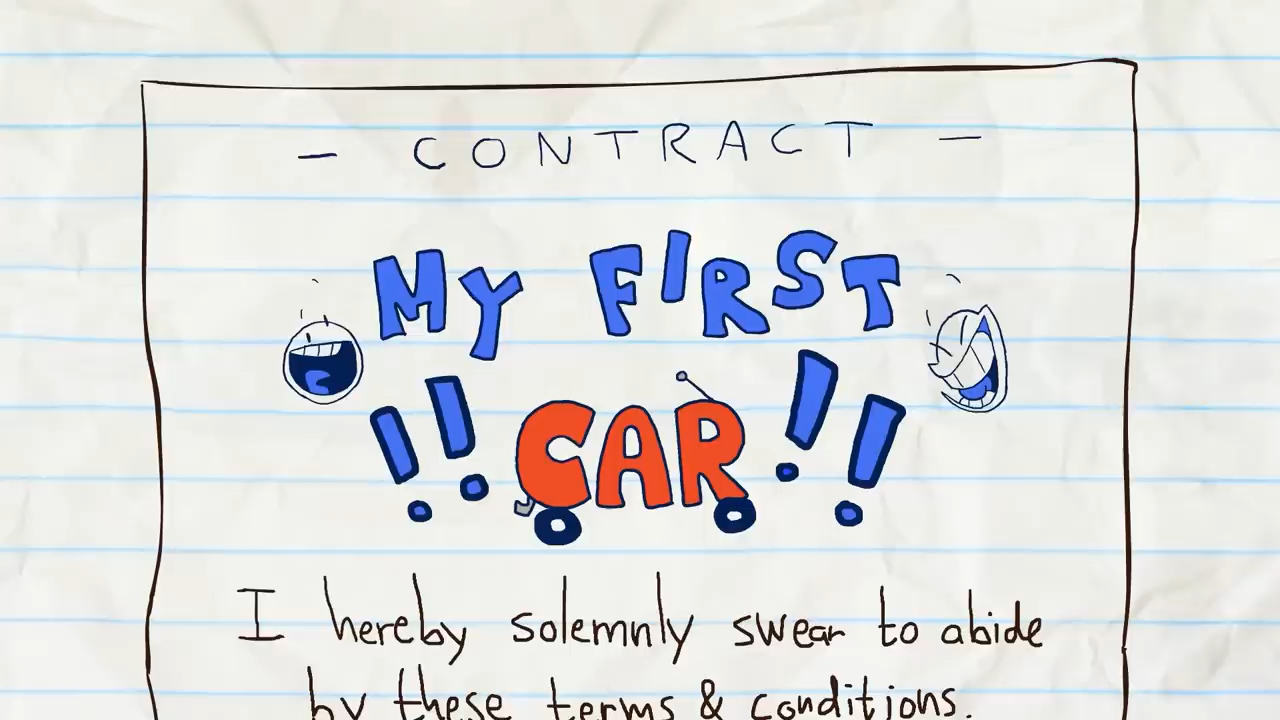 - CONTRACT -
MY FIRST
!! CAR !!
I hereby solemnly swear to abide
by these terms & conditions.